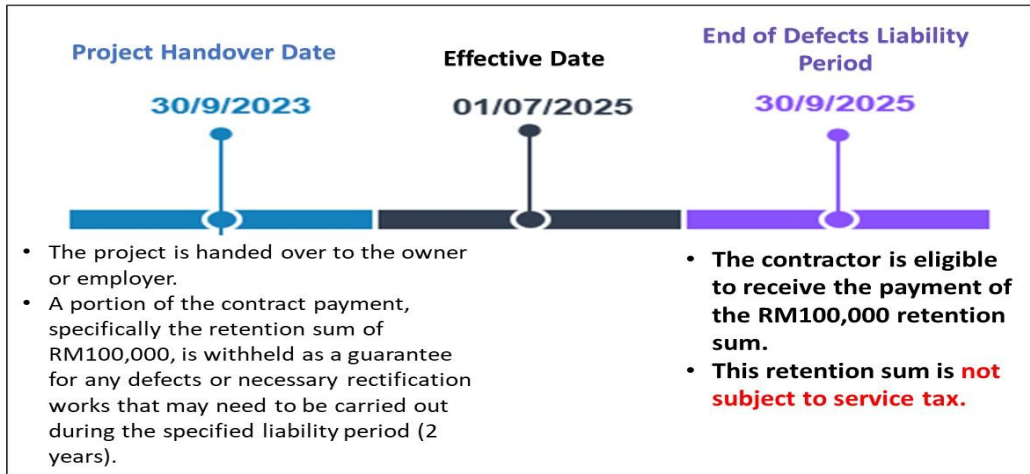 Project Handover Date
30/9/2023
Effective Date
01/07/2025
End of Defects Liability
Period
30/9/2025
• The project is handed over to the owner
or employer.
• A portion of the contract payment,
specifically the retention sum of
RM100,000, is withheld as a guarantee
for any defects or necessary rectification
works that may need to be carried out
during the specified liability period (2
years).
• The contractor is eligible
to receive the payment of
the RM100,000 retention
sum.
• This retention sum is not
subject to service tax.